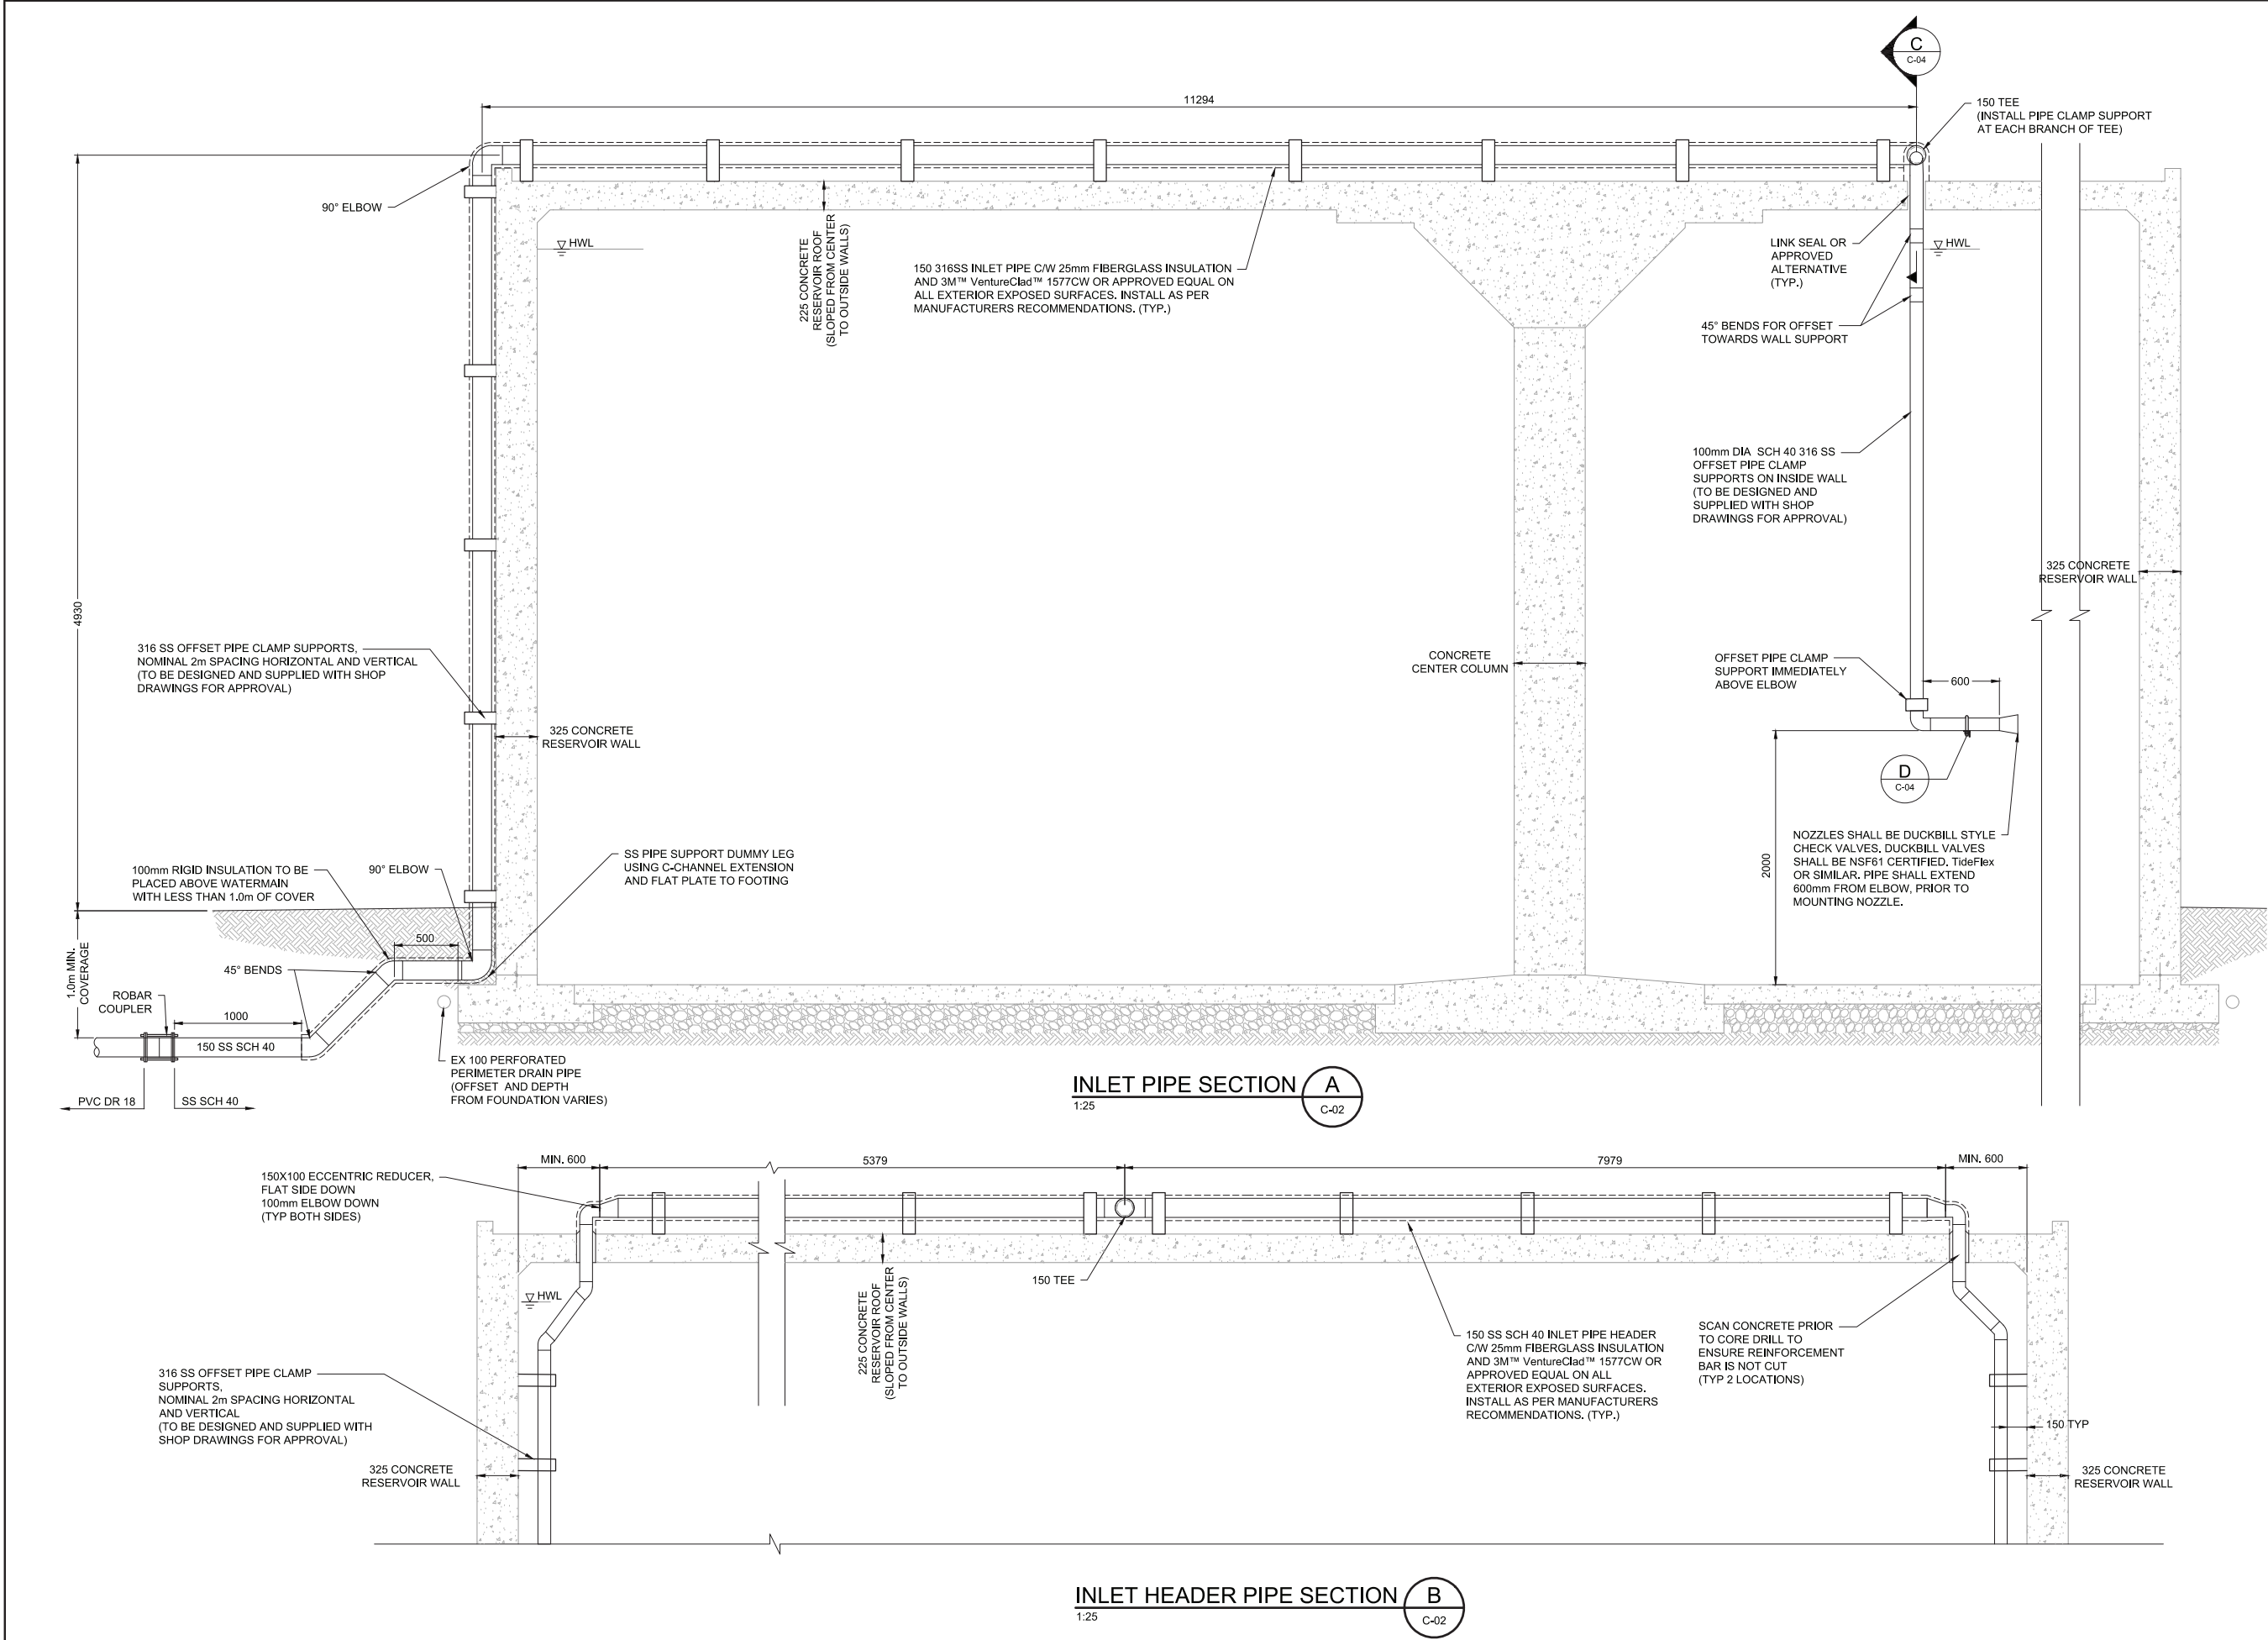 C
C-04
11294
150 TEE
(INSTALL PIPE CLAMP SUPPORT
AT EACH BRANCH OF TEE)
90° ELBOW
HWL
225 CONCRETE
RESERVOIR ROOF
(SLOPED FROM CENTER
TO OUTSIDE WALLS)
150 316SS INLET PIPE C/W 25mm FIBERGLASS INSULATION
AND 3M™ VentureClad™ 1577CW OR APPROVED EQUAL ON
ALL EXTERIOR EXPOSED SURFACES. INSTALL AS PER
MANUFACTURERS RECOMMENDATIONS. (TYP.)
LINK SEAL OR
APPROVED
ALTERNATIVE
(TYP.)
HWL
45° BENDS FOR OFFSET
TOWARDS WALL SUPPORT
100mm DIA SCH 40 316 SS
OFFSET PIPE CLAMP
SUPPORTS ON INSIDE WALL
(TO BE DESIGNED AND
SUPPLIED WITH SHOP
DRAWINGS FOR APPROVAL)
325 CONCRETE
RESERVOIR WALL
4930
316 SS OFFSET PIPE CLAMP SUPPORTS,
NOMINAL 2m SPACING HORIZONTAL AND VERTICAL
(TO BE DESIGNED AND SUPPLIED WITH SHOP
DRAWINGS FOR APPROVAL)
325 CONCRETE
RESERVOIR WALL
CONCRETE
CENTER COLUMN
OFFSET PIPE CLAMP
SUPPORT IMMEDIATELY
ABOVE ELBOW
600
D
C-04
2000
NOZZLES SHALL BE DUCKBILL STYLE
CHECK VALVES. DUCKBILL VALVES
SHALL BE NSF61 CERTIFIED. TideFlex
OR SIMILAR. PIPE SHALL EXTEND
600mm FROM ELBOW, PRIOR TO
MOUNTING NOZZLE.
100mm RIGID INSULATION TO BE
PLACED ABOVE WATERMAIN
WITH LESS THAN 1.0m OF COVER
90° ELBOW
SS PIPE SUPPORT DUMMY LEG
USING C-CHANNEL EXTENSION
AND FLAT PLATE TO FOOTING
1.0m MIN.
COVERAGE
500
45° BENDS
ROBAR
COUPLER
1000
150 SS SCH 40
PVC DR 18
SS SCH 40
EX 100 PERFORATED
PERIMETER DRAIN PIPE
(OFFSET AND DEPTH
FROM FOUNDATION VARIES)
INLET PIPE SECTION
1:25
A
C-02
MIN. 600
5379
7979
MIN. 600
150X100 ECCENTRIC REDUCER,
FLAT SIDE DOWN
100mm ELBOW DOWN
(TYP BOTH SIDES)
HWL
225 CONCRETE
RESERVOIR ROOF
(SLOPED FROM CENTER
TO OUTSIDE WALLS)
150 TEE
150 SS SCH 40 INLET PIPE HEADER
C/W 25mm FIBERGLASS INSULATION
AND 3M™ VentureClad™ 1577CW OR
APPROVED EQUAL ON ALL
EXTERIOR EXPOSED SURFACES.
INSTALL AS PER MANUFACTURERS
RECOMMENDATIONS. (TYP.)
SCAN CONCRETE PRIOR
TO CORE DRILL TO
ENSURE REINFORCEMENT
BAR IS NOT CUT
(TYP 2 LOCATIONS)
316 SS OFFSET PIPE CLAMP
SUPPORTS,
NOMINAL 2m SPACING HORIZONTAL
AND VERTICAL
(TO BE DESIGNED AND SUPPLIED WITH
SHOP DRAWINGS FOR APPROVAL)
325 CONCRETE
RESERVOIR WALL
150 TYP
325 CONCRETE
RESERVOIR WALL
INLET HEADER PIPE SECTION
1:25
B
C-02